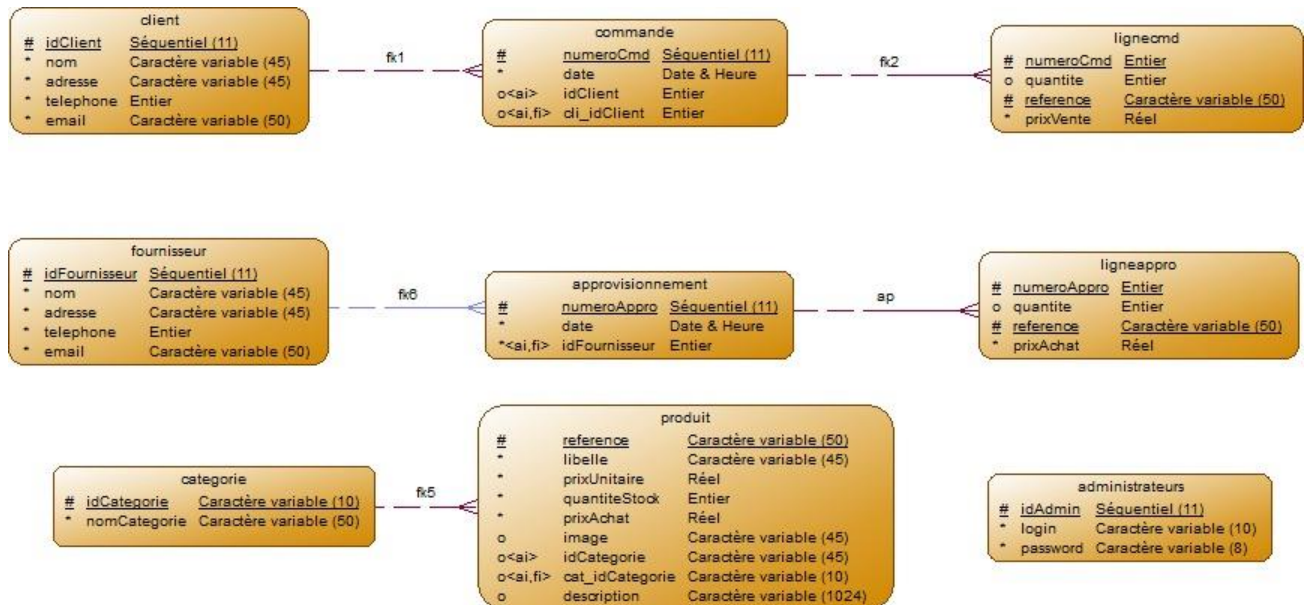 client
# idClient Séquentiel (11)
* nom Caractère variable (45)
* adresse Caractère variable (45)
* telephone Entier
* email Caractère variable (50)
fk1
commande
# numeroCmd Séquentiel (11)
* date Date & Heure
o<ai> idClient Entier
o<ai,fi> cli_idClient Entier
fk2
lignecmd
# numeroCmd Entier
o quantite Entier
# reference Caractère variable (50)
* prixVente Réel
fournisseur
# idFournisseur Séquentiel (11)
* nom Caractère variable (45)
* adresse Caractère variable (45)
* telephone Entier
* email Caractère variable (50)
fk6
approvisionnement
# numeroAppro Séquentiel (11)
* date Date & Heure
*<ai,fi> idFournisseur Entier
ap
ligneappro
# numeroAppro Entier
o quantite Entier
# reference Caractère variable (50)
* prixAchat Réel
categorie
# idCategorie Caractère variable (10)
* nomCategorie Caractère variable (50)
fk5
produit
# reference Caractère variable (50)
* libelle Caractère variable (45)
* prixUnitaire Réel
* quantiteStock Entier
* prixAchat Réel
o image Caractère variable (45)
o<ai> idCategorie Caractère variable (45)
o<ai,fi> cat_idCategorie Caractère variable (10)
o description Caractère variable (1024)
administrateurs
# idAdmin Séquentiel (11)
* login Caractère variable (10)
* password Caractère variable (8)